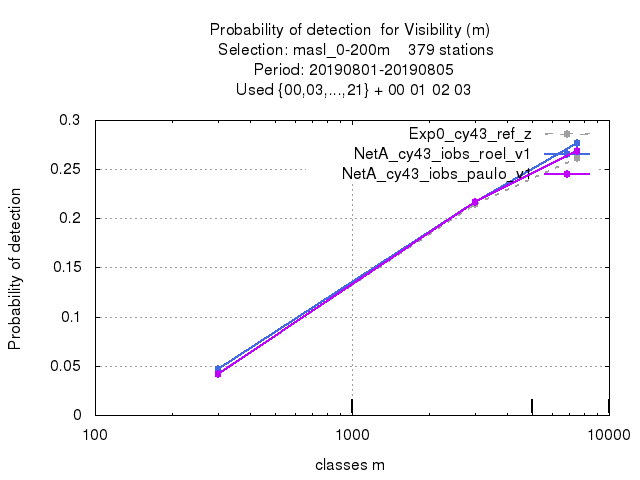 Probability of detection  for Visibility (m)
Selection: masl_0-200m    379 stations
Period: 20190801-20190805
Used {00,03,...,21} + 00 01 02 03
Exp0_cy43_ref_z
NetA_cy43_iobs_roel_v1
NetA_cy43_iobs_paulo_v1
0.3
0.25
0.2
0.15
0.1
0.05
0
Probability of detection
100
1000
10000
classes m